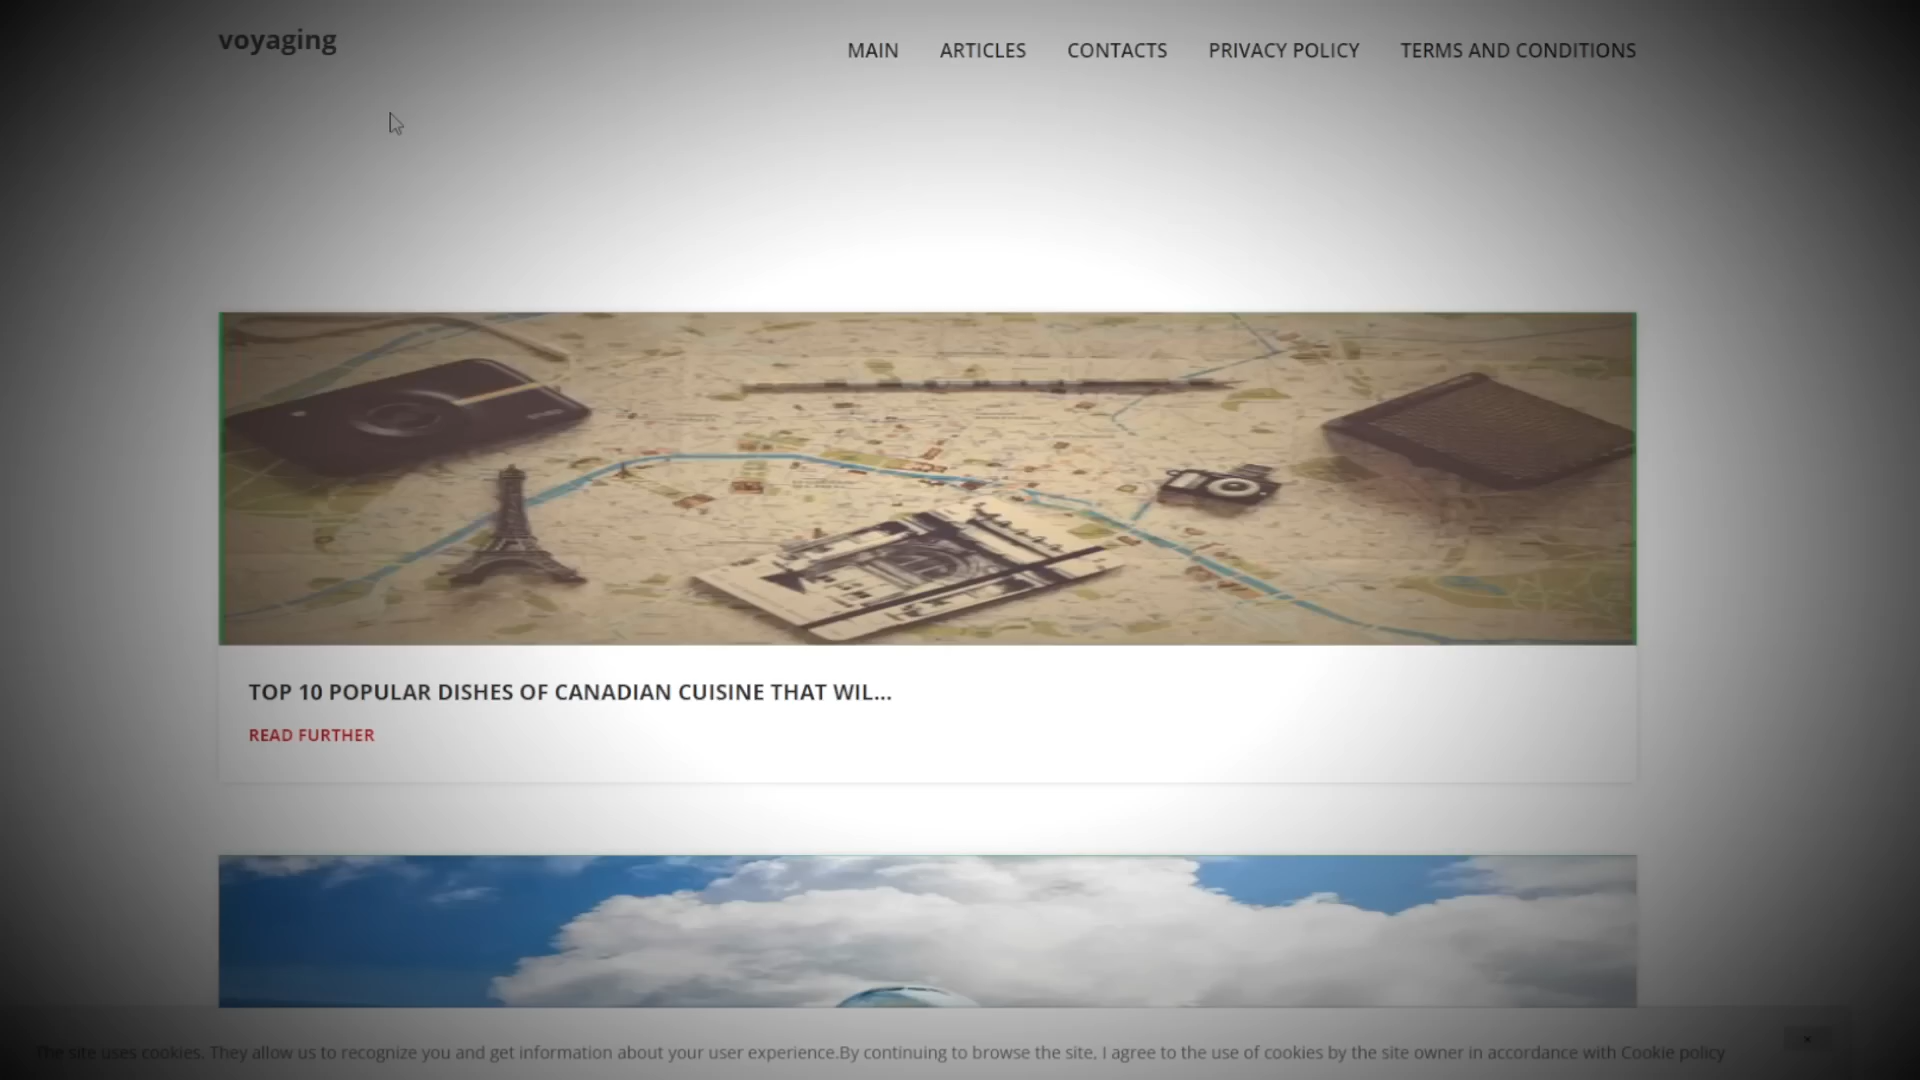 voyaging
MAIN ARTICLES CONTACTS PRIVACY POLICY TERMS AND CONDITIONS
TOP 10 POPULAR DISHES OF CANADIAN CUISINE THAT WIL...
READ FURTHER
The site uses cookies. They allow us to recognize you and get information about your user experience.By continuing to browse the site, I agree to the use of cookies by the site owner in accordance with Cookie policy
×